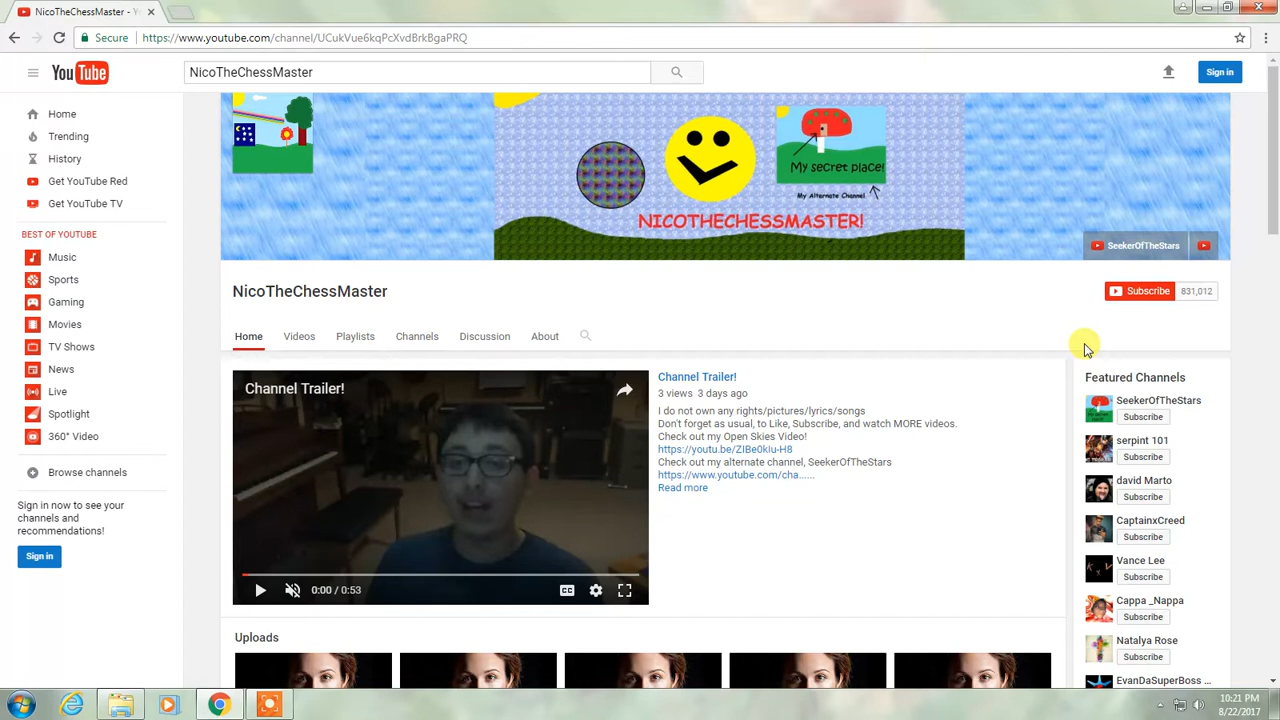 NicoTheChessMaster - Y
Secure
https://www.youtube.com/channel/UCukVue6kqPcXvdBrkBgaPRQ
YouTube
NicoTheChessMaster
Sign in
Home
Trending
History
Get YouTube Red
Get YouTube TV
BEST OF YOUTUBE
Music
Sports
Gaming
Movies
TV Shows
News
Live
Spotlight
360° Video
Browse channels
Sign in now to see your
channels and
recommendations!
Sign in
My secret place!
My Alternate Channel
NICOTHECHESSMASTER!
SeekerOfTheStars
NicoTheChessMaster
Subscribe 831,012
Home Videos Playlists Channels Discussion About
Channel Trailer!
0:00 / 0:53
CC
Channel Trailer!
3 views 3 days ago
I do not own any rights/pictures/lyrics/songs
Don't forget as usual, to Like, Subscribe, and watch MORE videos.
Check out my Open Skies Video!
https://youtu.be/ZIBe0kiu-H8
Check out my alternate channel, SeekerOfTheStars
https://www.youtube.com/cha......
Read more
Uploads
Featured Channels
SeekerOfTheStars
Subscribe
serpint 101
Subscribe
david Marto
Subscribe
CaptainxCreed
Subscribe
Vance Lee
Subscribe
Cappa _Nappa
Subscribe
Natalya Rose
Subscribe
EvanDaSuperBoss ...
10:21 PM
8/22/2017